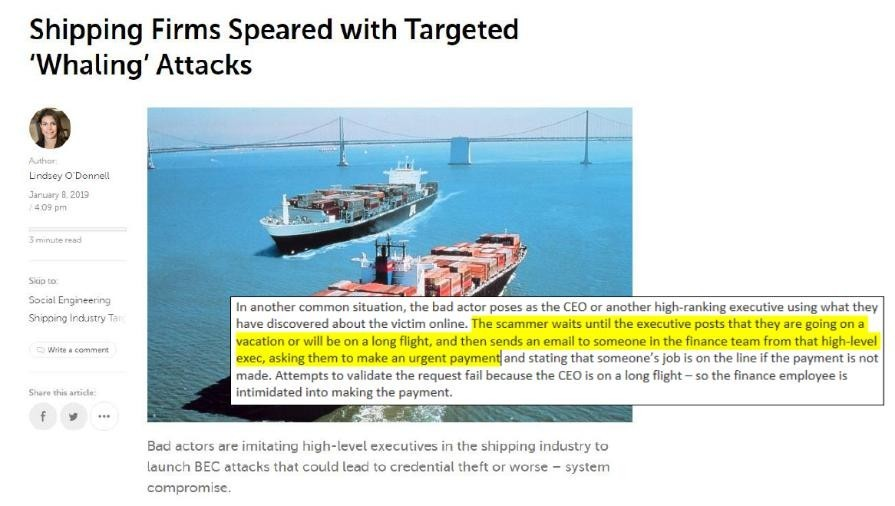 Shipping Firms Speared with Targeted
‘Whaling’ Attacks
Author:
Lindsey O’Donnell
January 8, 2019
/ 4:09 pm
3 minute read
Skip to:
Social Engineering
Shipping Industry Tar
Write a comment
Share this article:
In another common situation, the bad actor poses as the CEO or another high-ranking executive using what they
have discovered about the victim online. The scammer waits until the executive posts that they are going on a
vacation or will be on a long flight, and then sends an email to someone in the finance team from that high-level
exec, asking them to make an urgent payment and stating that someone’s job is on the line if the payment is not
made. Attempts to validate the request fail because the CEO is on a long flight – so the finance employee is
intimidated into making the payment.
Bad actors are imitating high-level executives in the shipping industry to
launch BEC attacks that could lead to credential theft or worse – system
compromise.